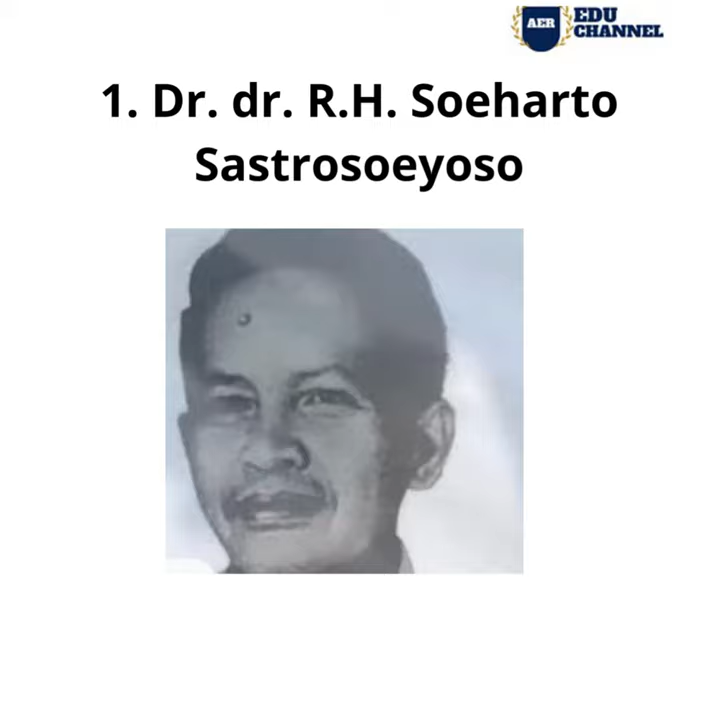 AER
EDU
CHANNEL
1. Dr. dr. R.H. Soeharto
Sastrosoeyoso